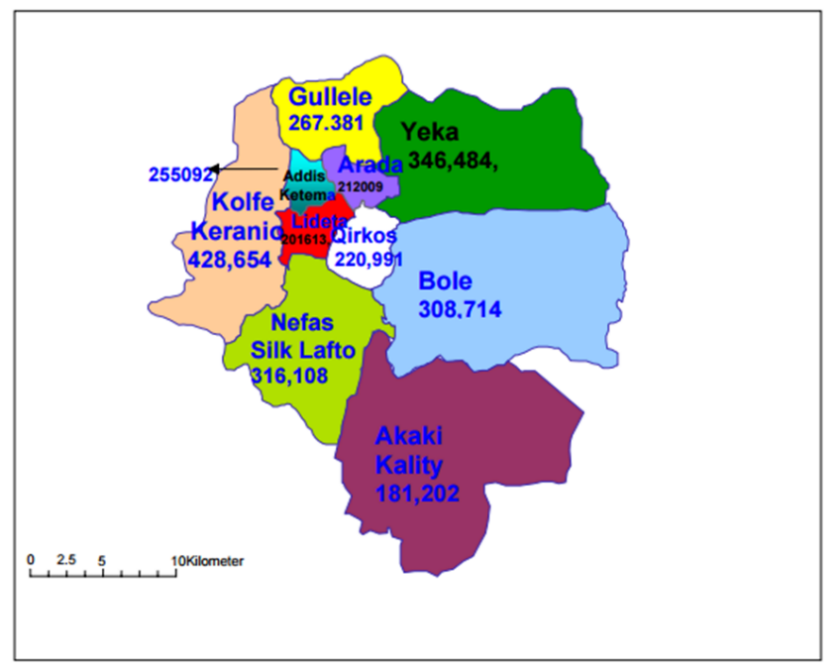 Gullele
267.381
Yeka
346,484,
255092
Addis
Ketema
Arada
212009
Kolfe
Keranio
428,654
Lideta
201613,
Qirkos
220,991
Bole
308,714
Nefas
Silk Lafto
316,108
Akaki
Kality
181,202
0 2.5 5 10Kilometer